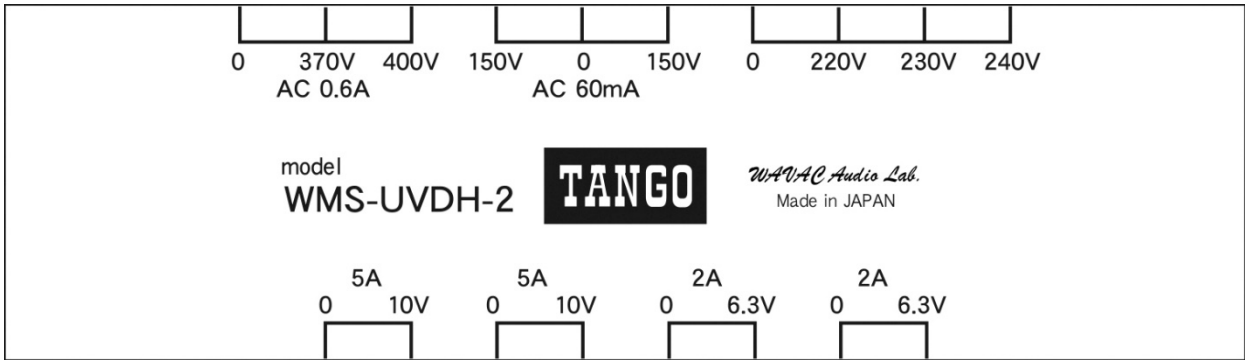 0 370V 400V 150V 0 150V 0 220V 230V 240V
AC 0.6A AC 60mA
model
WMS-UVDH-2
TANGO
WAVAC Audio Lab.
Made in JAPAN
5A 5A 2A 2A
0 10V 0 10V 0 6.3V 0 6.3V